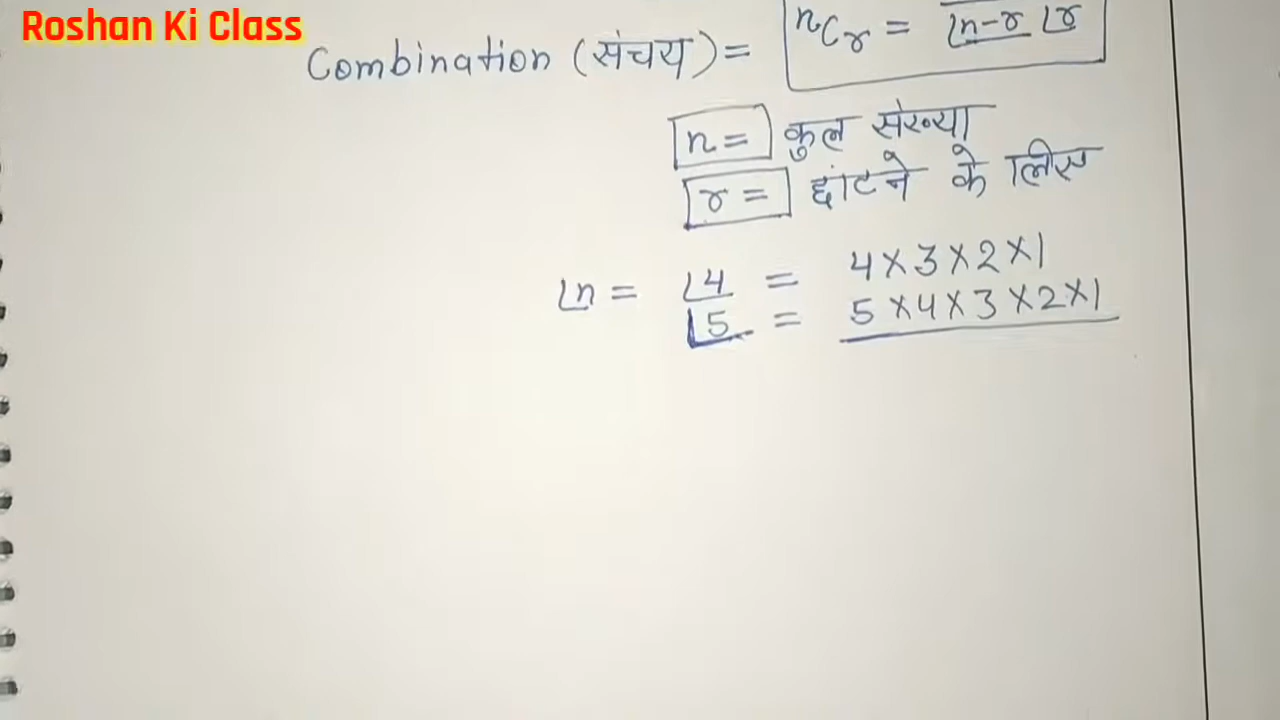 Roshan Ki Class
Combination (संचय) = ⁿCᵣ = ∟n-r ∟r
n = कुल संख्या
r = छांटने के लिए
∟n = ∟4 = 4×3×2×1
∟5 = 5×4×3×2×1